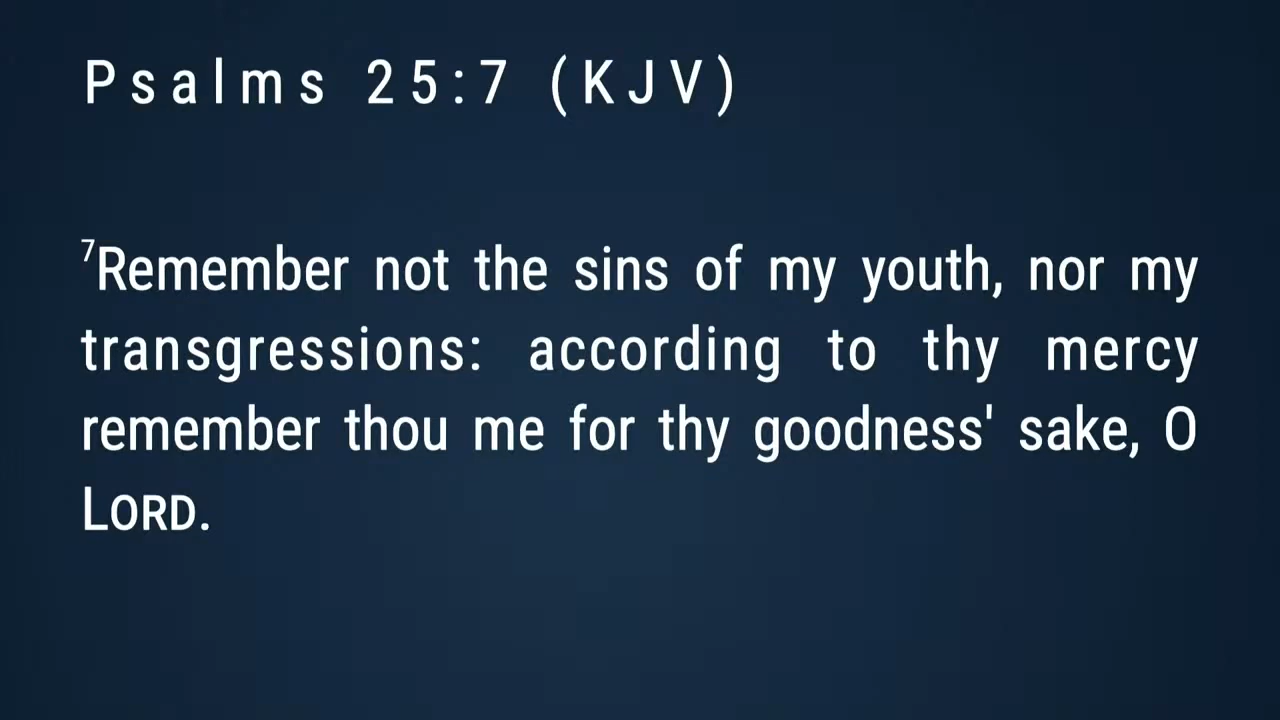 Psalms 25:7 (KJV)
⁷Remember not the sins of my youth, nor my
transgressions: according to thy mercy
remember thou me for thy goodness' sake, O
LORD.